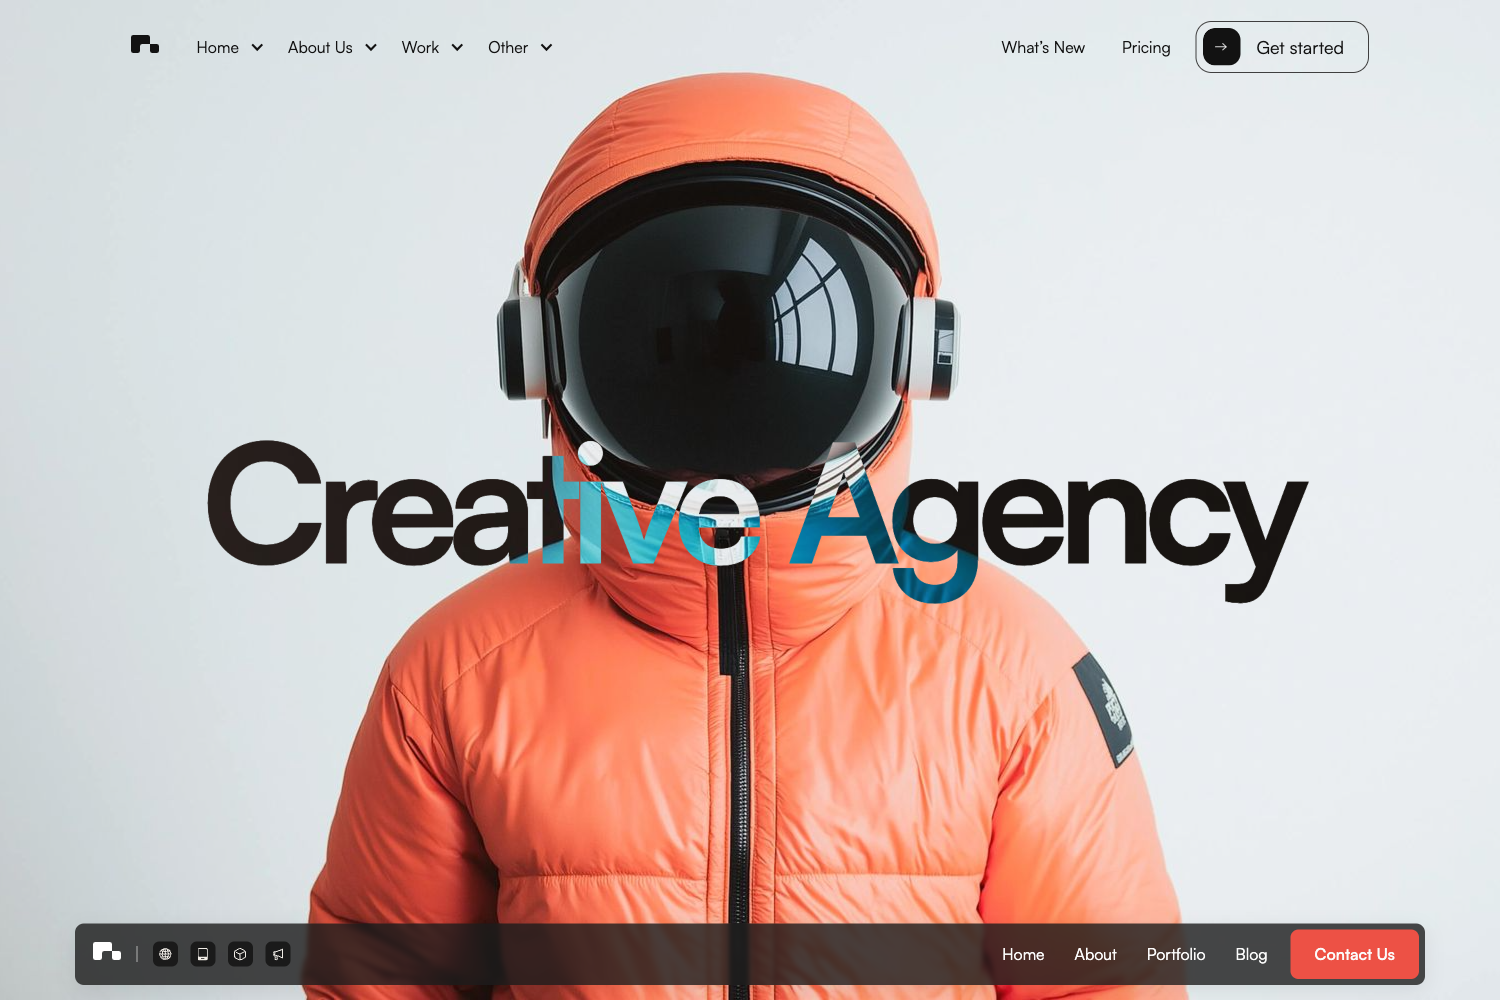 Home About Us Work Other What's New Pricing Get started
Creative Agency
Home About Portfolio Blog Contact Us